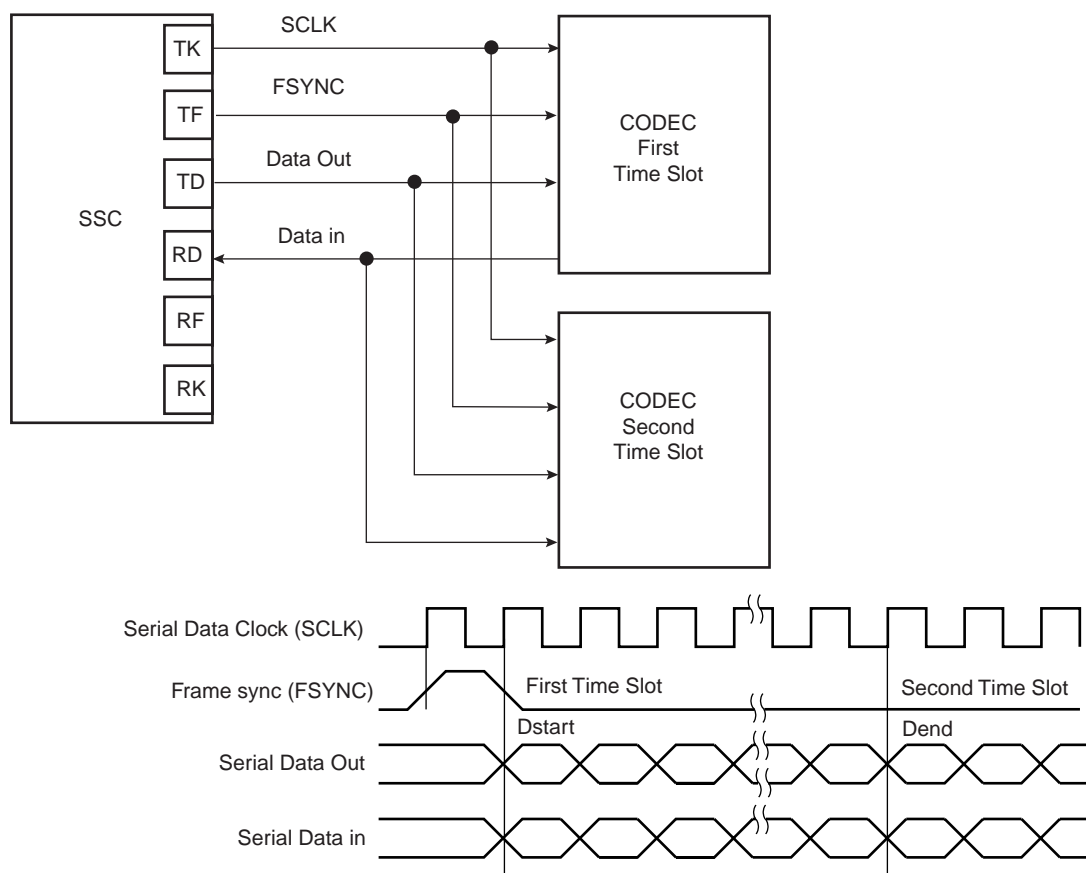 SSC
TK
TF
TD
RD
RF
RK
SCLK
FSYNC
Data Out
Data in
CODEC
First
Time Slot
CODEC
Second
Time Slot
Serial Data Clock (SCLK)
Frame sync (FSYNC)
First Time Slot
Second Time Slot
Dstart
Dend
Serial Data Out
Serial Data in